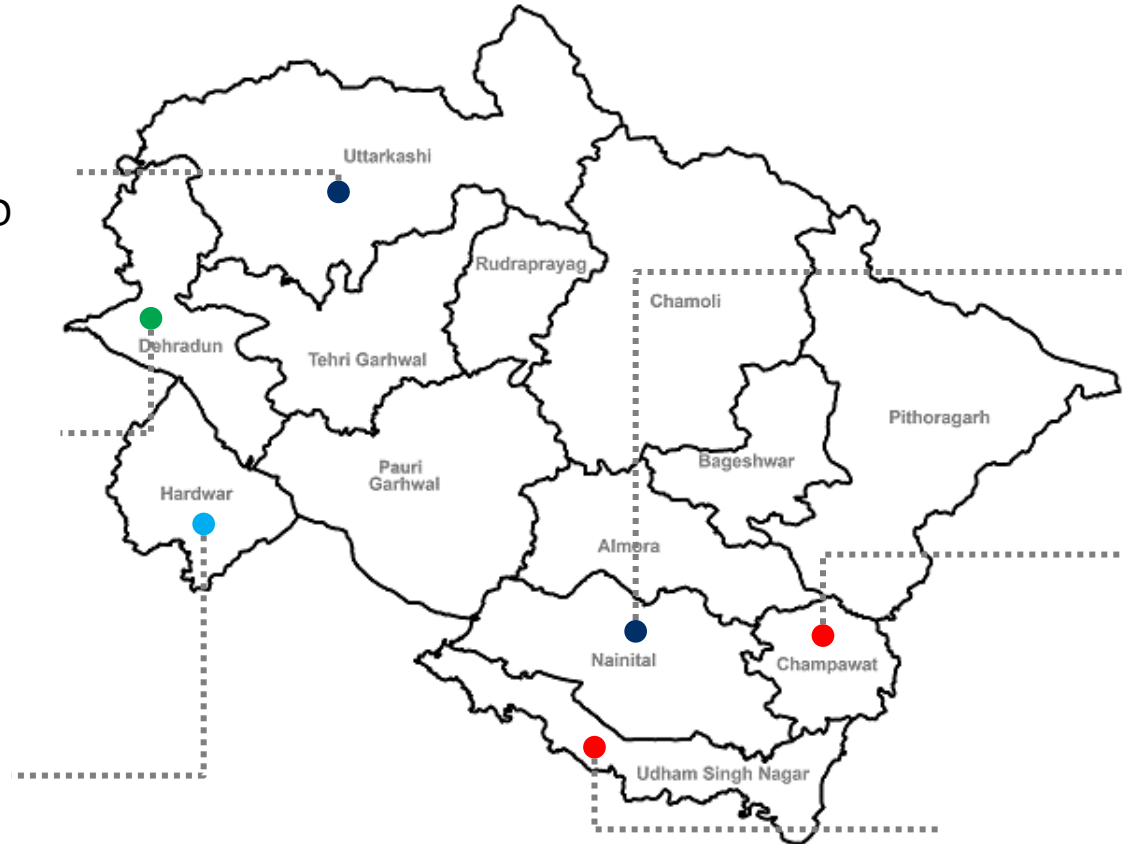 Uttarkashi
Rudraprayag
Chamoli
Dehradun
Tehri Garhwal
Pithoragarh
Bageshwar
Pauri
Garhwal
Hardwar
Almora
Nainital
Champawat
Udham Singh Nagar